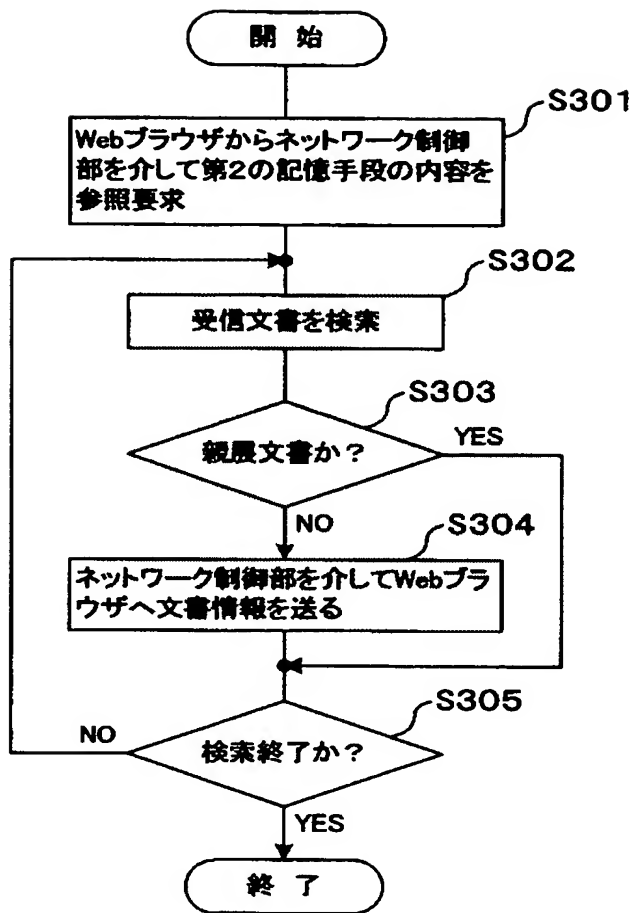 開 始
S301
Webブラウザからネットワーク制御
部を介して第2の記憶手段の内容を
参照要求
S302
受信文書を検索
S303
親展文書か?
YES
NO
S304
ネットワーク制御部を介してWebブラ
ウザへ文書情報を送る
S305
NO
検索終了か?
YES
終 了